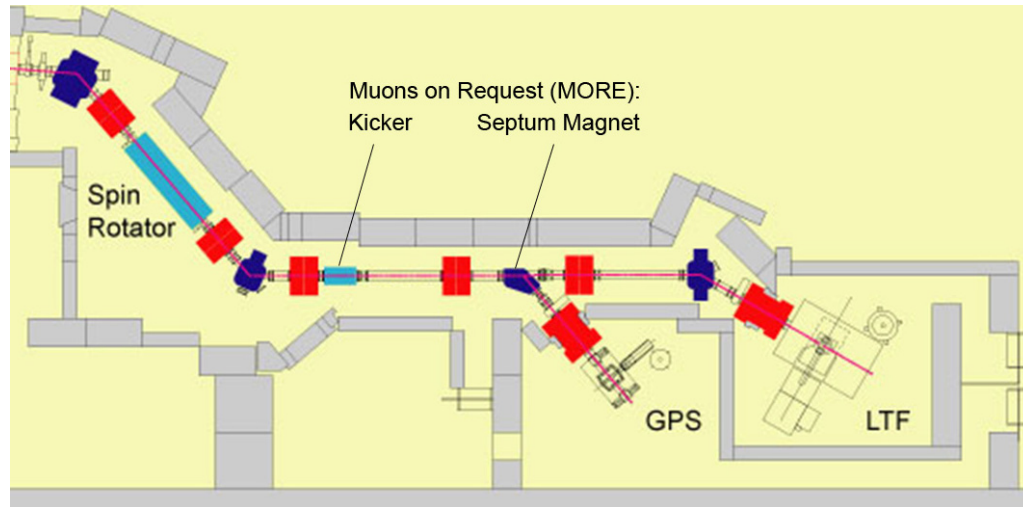 Muons on Request (MORE):
Kicker Septum Magnet
Spin
Rotator
GPS
LTF